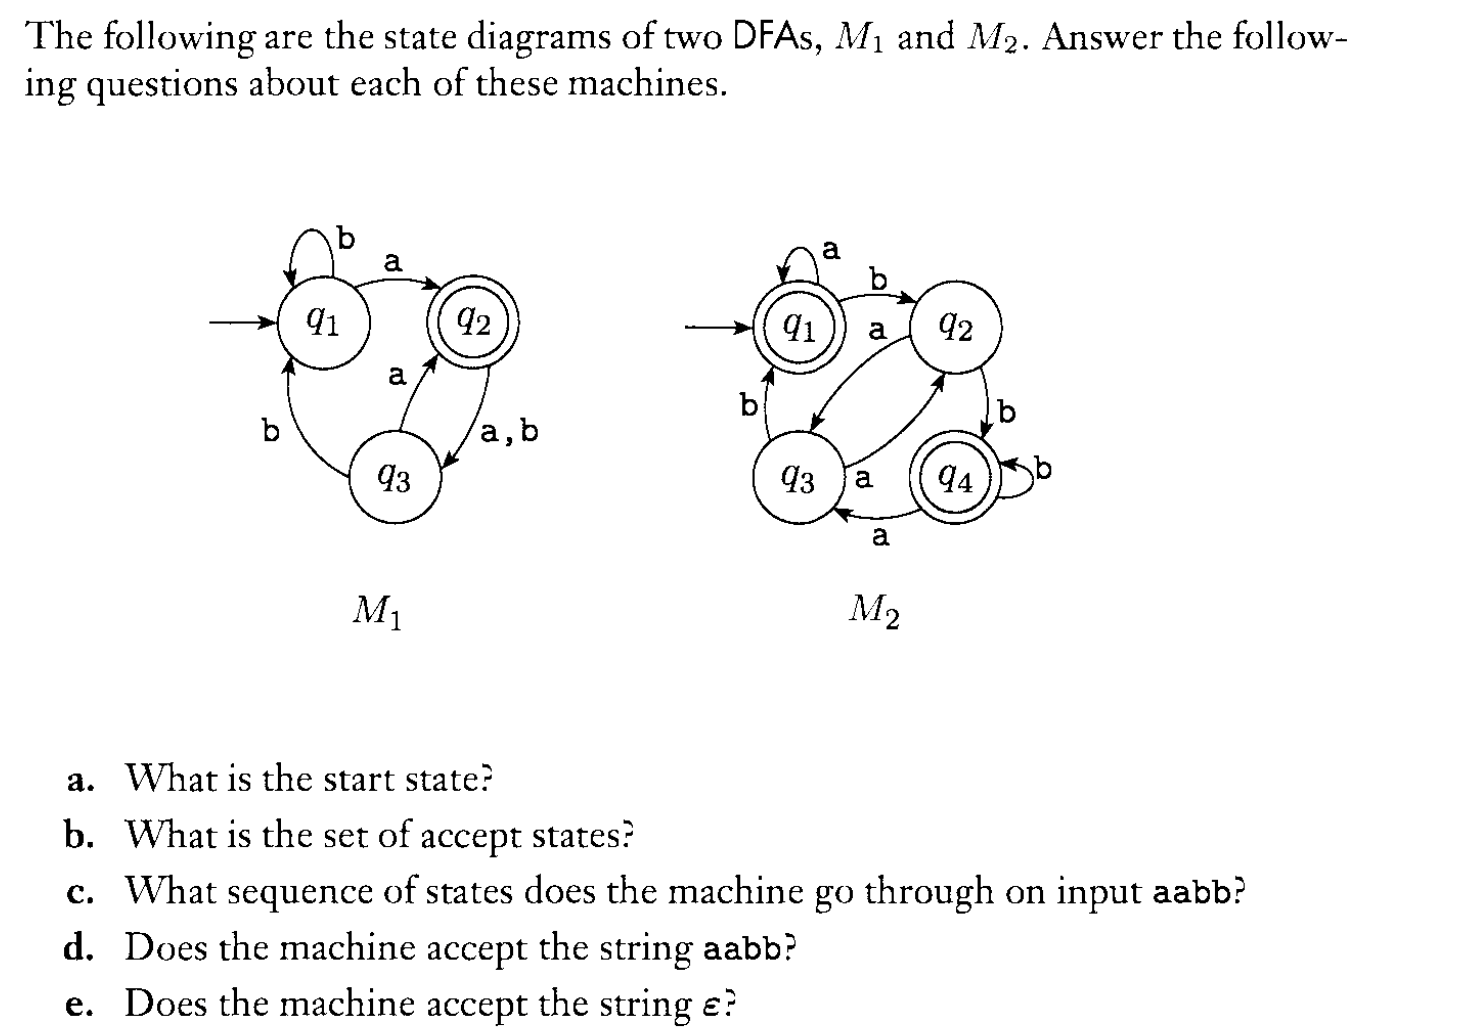 The following are the state diagrams of two DFAs, M₁ and M₂. Answer the follow-
ing questions about each of these machines.
b
a
q₁
q₂
a
b
a,b
q₃
M₁
a
b
q₁
a
q₂
b
b
q₃
a
q₄
b
a
M₂
a. What is the start state?
b. What is the set of accept states?
c. What sequence of states does the machine go through on input aabb?
d. Does the machine accept the string aabb?
e. Does the machine accept the string ε?